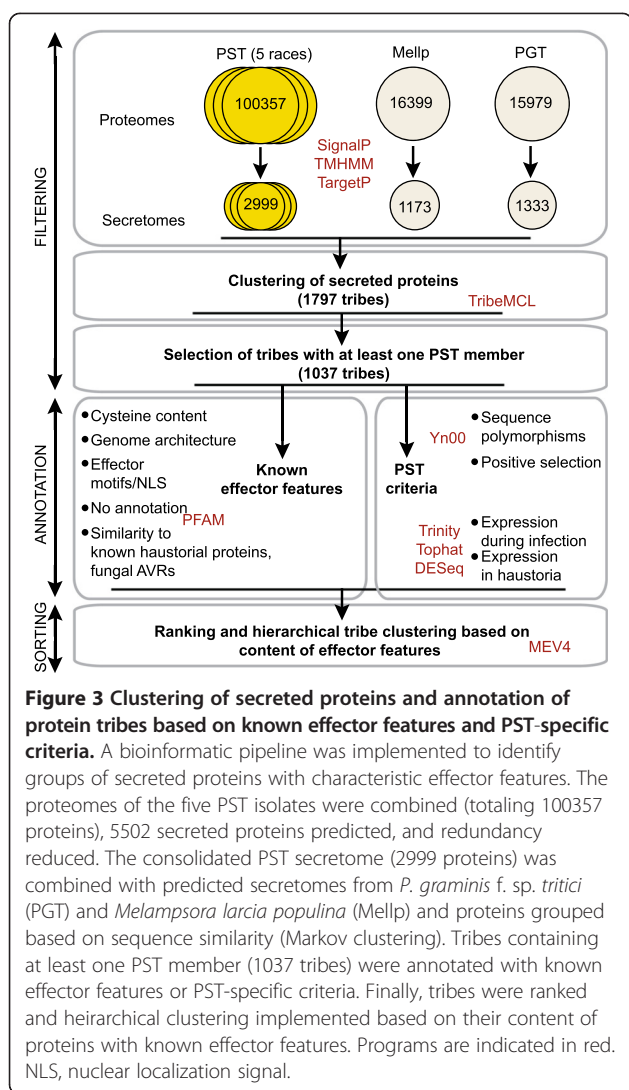 PST (5 races)
Mellp
PGT
Proteomes
100357
16399
15979
SignalP
TMHMM
TargetP
Secretomes
2999
1173
1333
FILTERING
Clustering of secreted proteins
(1797 tribes)
TribeMCL
Selection of tribes with at least one PST member
(1037 tribes)
ANNOTATION
● Cysteine content
● Genome architecture
● Effector
motifs/NLS
● No annotation
PFAM
● Similarity to
known haustorial proteins,
fungal AVRs
Known
effector features
PST
criteria
Yn00
● Sequence
polymorphisms
● Positive selection
Trinity
Tophat
DESeq
● Expression
during infection
● Expression
in haustoria
SORTING
Ranking and hierarchical tribe clustering based on
content of effector features
MEV4
Figure 3 Clustering of secreted proteins and annotation of
protein tribes based on known effector features and PST-specific
criteria. A bioinformatic pipeline was implemented to identify
groups of secreted proteins with characteristic effector features. The
proteomes of the five PST isolates were combined (totaling 100357
proteins), 5502 secreted proteins predicted, and redundancy
reduced. The consolidated PST secretome (2999 proteins) was
combined with predicted secretomes from P. graminis f. sp. tritici
(PGT) and Melampsora larcia populina (Mellp) and proteins grouped
based on sequence similarity (Markov clustering). Tribes containing
at least one PST member (1037 tribes) were annotated with known
effector features or PST-specific criteria. Finally, tribes were ranked
and heirarchical clustering implemented based on their content of
proteins with known effector features. Programs are indicated in red.
NLS, nuclear localization signal.